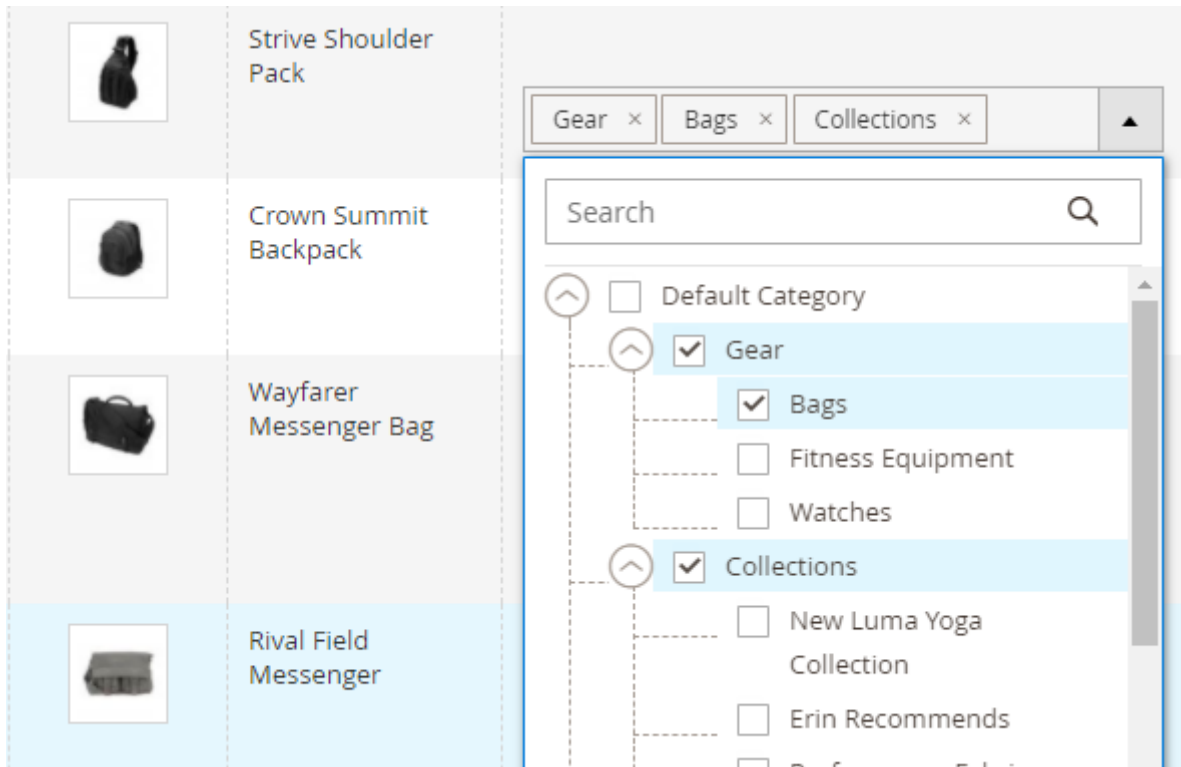 Strive Shoulder
Pack
Gear × Bags × Collections ×
Search
Crown Summit
Backpack
Default Category
Gear
Wayfarer
Messenger Bag
Bags
Fitness Equipment
Watches
Collections
Rival Field
Messenger
New Luma Yoga
Collection
Erin Recommends